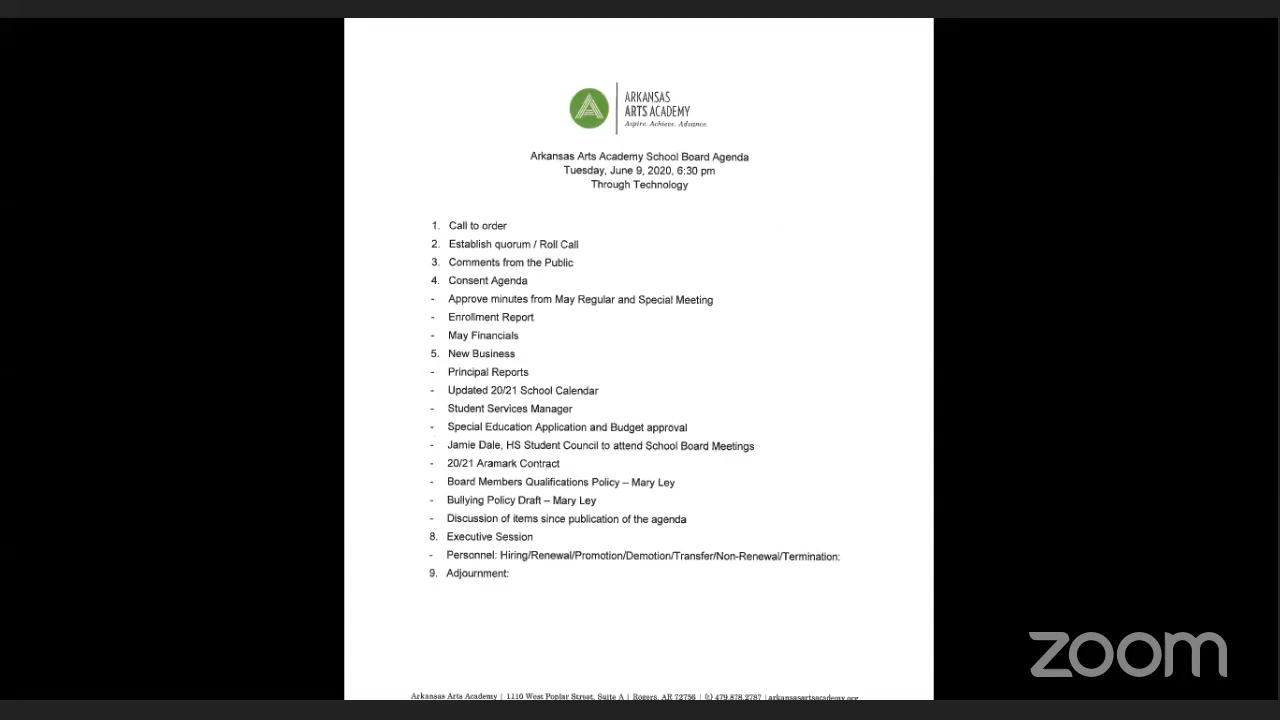 ARKANSAS
ARTS ACADEMY
Aspire. Achieve. Advance.
Arkansas Arts Academy School Board Agenda
Tuesday, June 9, 2020, 6:30 pm
Through Technology
1. Call to order
2. Establish quorum / Roll Call
3. Comments from the Public
4. Consent Agenda
- Approve minutes from May Regular and Special Meeting
- Enrollment Report
- May Financials
5. New Business
- Principal Reports
- Updated 20/21 School Calendar
- Student Services Manager
- Special Education Application and Budget approval
- Jamie Dale, HS Student Council to attend School Board Meetings
- 20/21 Aramark Contract
- Board Members Qualifications Policy – Mary Ley
- Bullying Policy Draft – Mary Ley
- Discussion of items since publication of the agenda
8. Executive Session
- Personnel: Hiring/Renewal/Promotion/Demotion/Transfer/Non-Renewal/Termination:
9. Adjournment:
Arkansas Arts Academy | 1110 West Poplar Street, Suite A | Rogers, AR 72756 | (t) 479.878.2787 | arkansasartsacademy.org
zoom